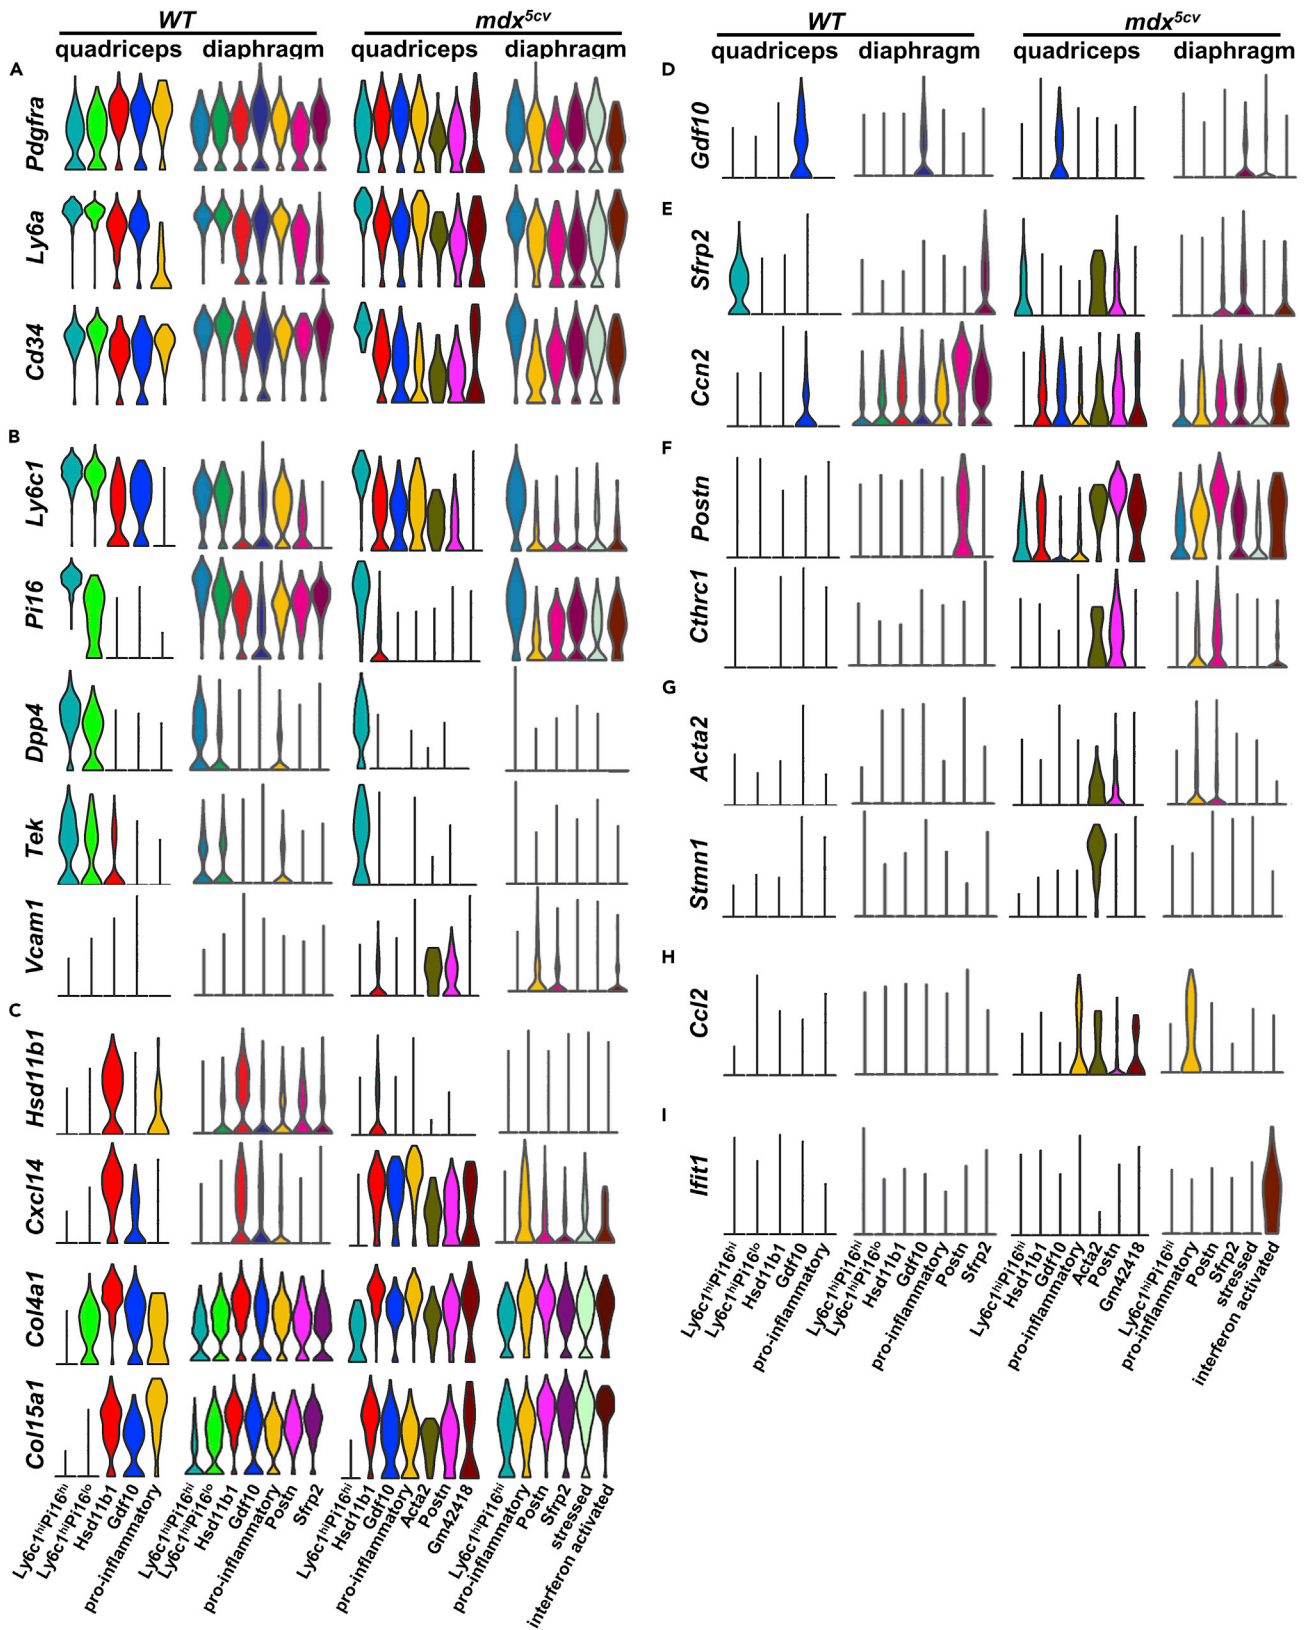 WT mdx5cv
quadriceps diaphragm quadriceps diaphragm
A
Pdgfra
Ly6a
Cd34
B
Ly6c1
Pi16
Dpp4
Tek
Vcam1
C
Hsd11b1
Cxcl14
Col4a1
Col15a1
Ly6c1hiPi16hi
Ly6c1hiPi16lo
Hsd11b1
Gdf10
pro-inflammatory
Ly6c1hiPi16hi
Ly6c1hiPi16lo
Hsd11b1
Gdf10
pro-inflammatory
Postn
Sfrp2
Ly6c1hiPi16hi
Hsd11b1
Gdf10
pro-inflammatory
Acta2
Postn
Gm42418
Ly6c1hiPi16hi
pro-inflammatory
Postn
Sfrp2
stressed
interferon activated
WT mdx5cv
quadriceps diaphragm quadriceps diaphragm
D
Gdf10
E
Sfrp2
Ccn2
F
Postn
Cthrc1
G
Acta2
Stmn1
H
Ccl2
I
Ifit1
Ly6c1hiPi16hi
Ly6c1hiPi16lo
Hsd11b1
Gdf10
pro-inflammatory
Ly6c1hiPi16hi
Ly6c1hiPi16lo
Hsd11b1
Gdf10
pro-inflammatory
Postn
Sfrp2
Ly6c1hiPi16hi
Hsd11b1
Gdf10
pro-inflammatory
Acta2
Postn
Gm42418
Ly6c1hiPi16hi
pro-inflammatory
Postn
Sfrp2
stressed
interferon activated